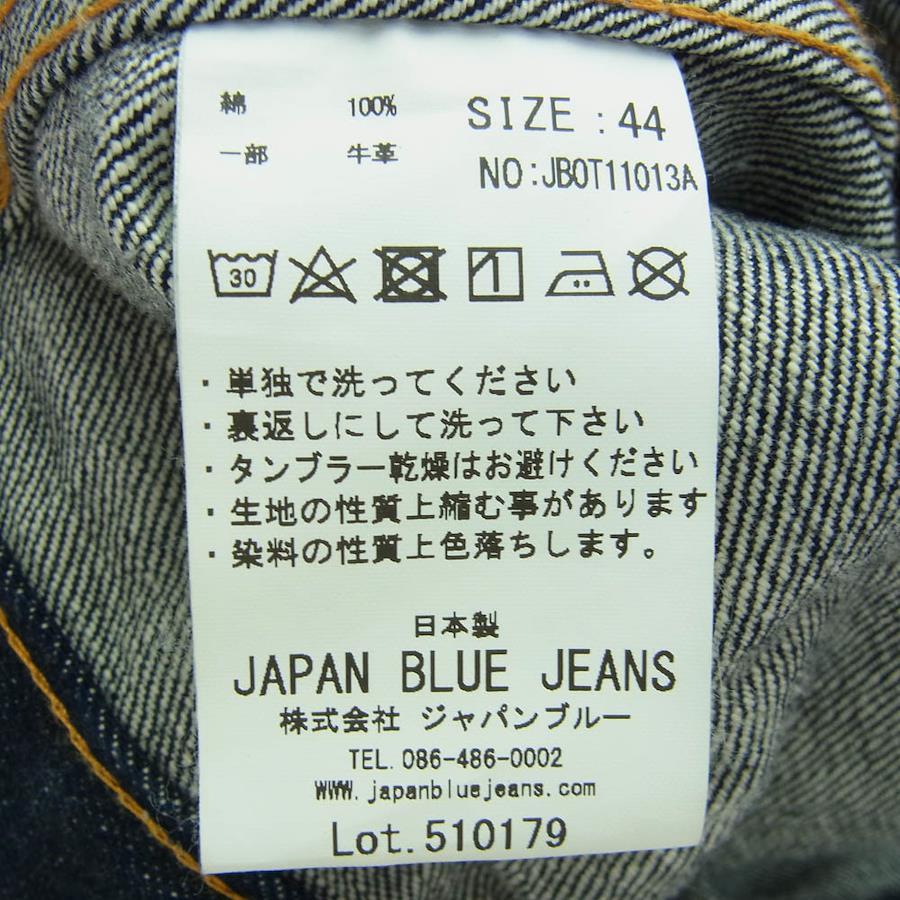 綿 100%
一部 牛革
SIZE : 44
NO:JBOT11013A
30
・単独で洗ってください
・裏返しにして洗って下さい
・タンブラー乾燥はお避けください
・生地の性質上縮む事があります
・染料の性質上色落ちします。
日本製
JAPAN BLUE JEANS
株式会社 ジャパンブルー
TEL.086-486-0002
www.japanbluejeans.com
Lot.510179